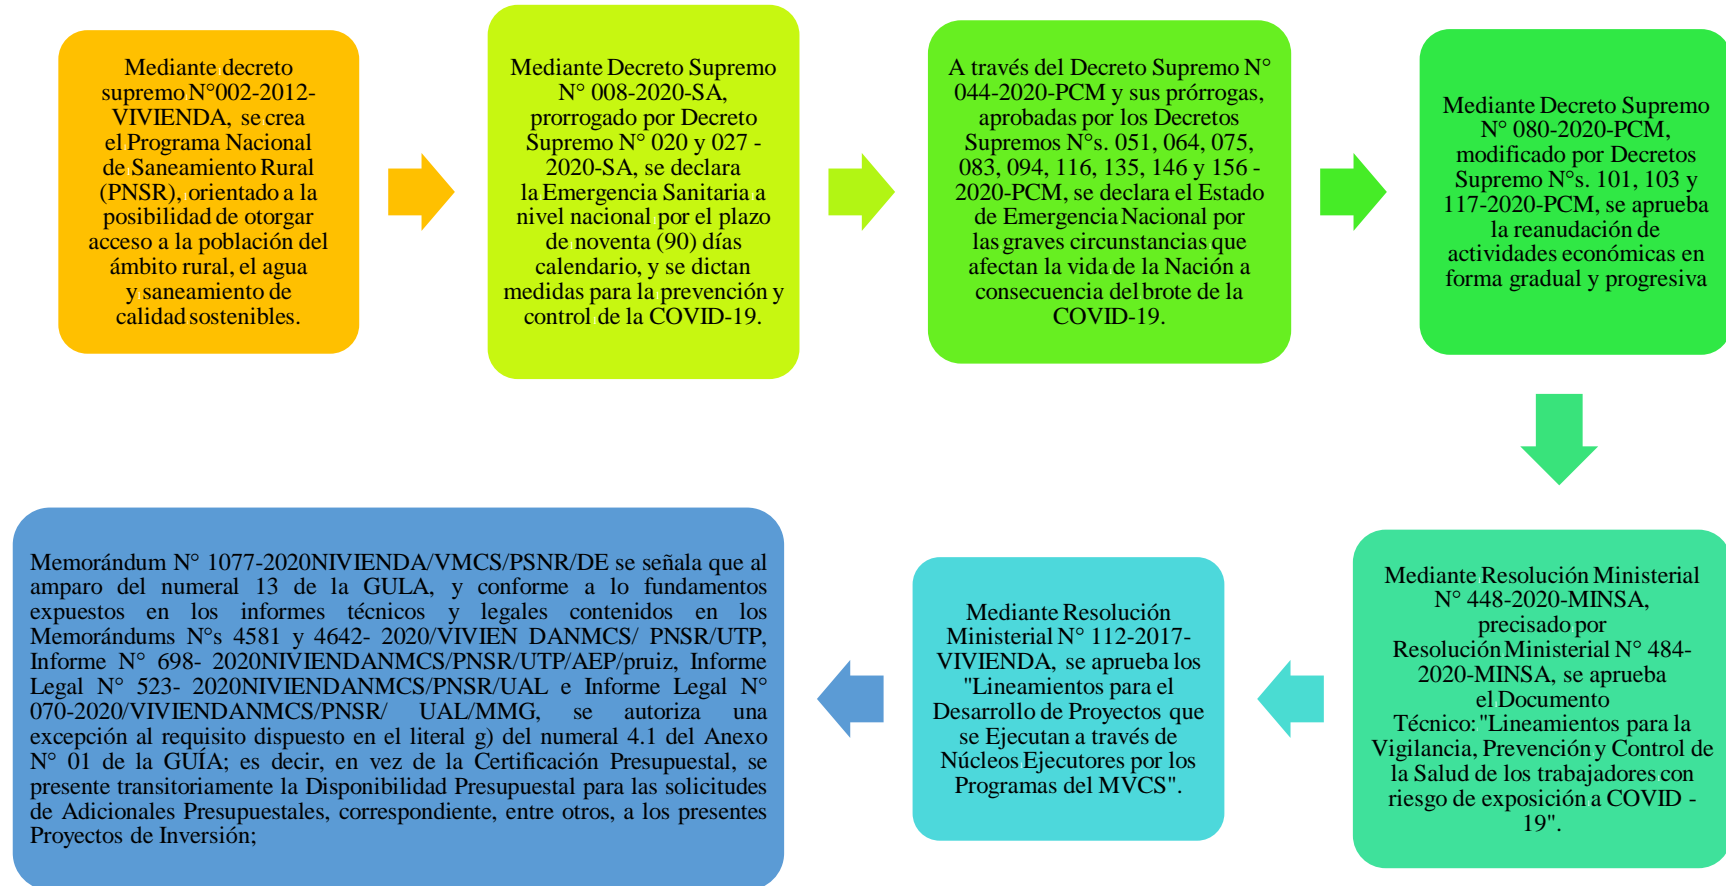 Mediante decreto
supremo N°002-2012-
VIVIENDA, se crea
el Programa Nacional
de Saneamiento Rural
(PNSR), orientado a la
posibilidad de otorgar
acceso a la población del
ámbito rural, el agua
y saneamiento de
calidad sostenibles.
Mediante Decreto Supremo
N° 008-2020-SA,
prorrogado por Decreto
Supremo N° 020 y 027 -
2020-SA, se declara
la Emergencia Sanitaria a
nivel nacional por el plazo
de noventa (90) días
calendario, y se dictan
medidas para la prevención y
control de la COVID-19.
A través del Decreto Supremo N°
044-2020-PCM y sus prórrogas,
aprobadas por los Decretos
Supremos N°s. 051, 064, 075,
083, 094, 116, 135, 146 y 156 -
2020-PCM, se declara el Estado
de Emergencia Nacional por
las graves circunstancias que
afectan la vida de la Nación a
consecuencia del brote de la
COVID-19.
Mediante Decreto Supremo
N° 080-2020-PCM,
modificado por Decretos
Supremo N°s. 101, 103 y
117-2020-PCM, se aprueba
la reanudación de
actividades económicas en
forma gradual y progresiva
Mediante Resolución Ministerial
N° 448-2020-MINSA,
precisado por
Resolución Ministerial N° 484-
2020-MINSA, se aprueba
el Documento
Técnico: "Lineamientos para la
Vigilancia, Prevención y Control de
la Salud de los trabajadores con
riesgo de exposición a COVID -
19".
Mediante Resolución
Ministerial N° 112-2017-
VIVIENDA, se aprueba los
"Lineamientos para el
Desarrollo de Proyectos que
se Ejecutan a través de
Núcleos Ejecutores por los
Programas del MVCS".
Memorándum N° 1077-2020NIVIENDA/VMCS/PSNR/DE se señala que al
amparo del numeral 13 de la GULA, y conforme a lo fundamentos
expuestos en los informes técnicos y legales contenidos en los
Memorándums N°s 4581 y 4642- 2020/VIVIEN DANMCS/ PNSR/UTP,
Informe N° 698- 2020NIVIENDANMCS/PNSR/UTP/AEP/pruiz, Informe
Legal N° 523- 2020NIVIENDANMCS/PNSR/UAL e Informe Legal N°
070-2020/VIVIENDANMCS/PNSR/ UAL/MMG, se autoriza una
excepción al requisito dispuesto en el literal g) del numeral 4.1 del Anexo
N° 01 de la GUÍA; es decir, en vez de la Certificación Presupuestal, se
presente transitoriamente la Disponibilidad Presupuestal para las solicitudes
de Adicionales Presupuestales, correspondiente, entre otros, a los presentes
Proyectos de Inversión;